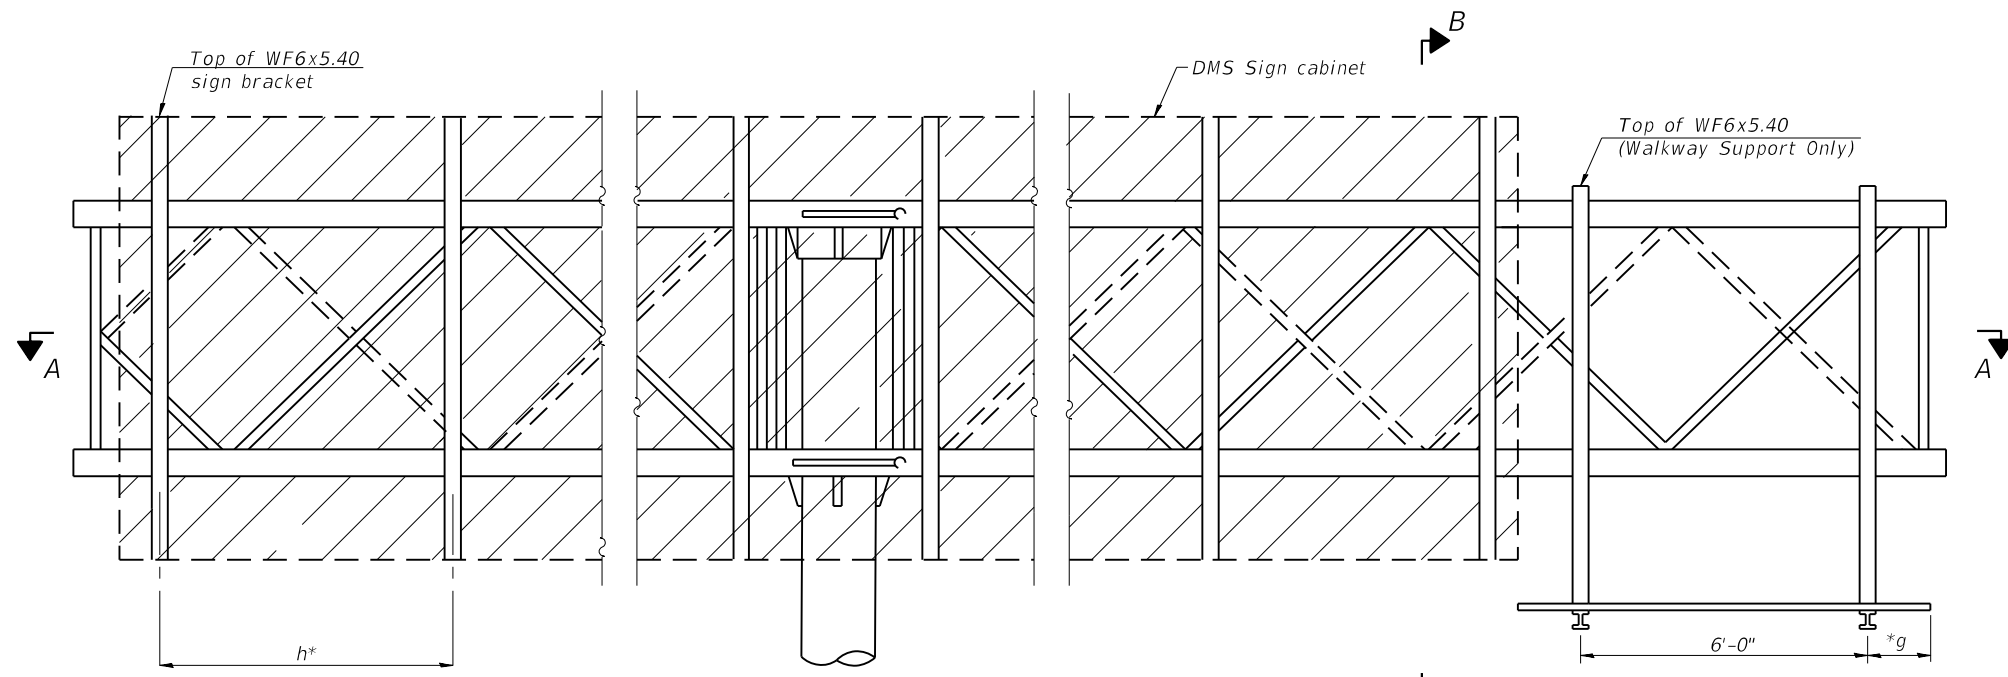 B
Top of WF6x5.40
sign bracket
DMS Sign cabinet
Top of WF6x5.40
(Walkway Support Only)
A
A
h*
6'-0"
*g